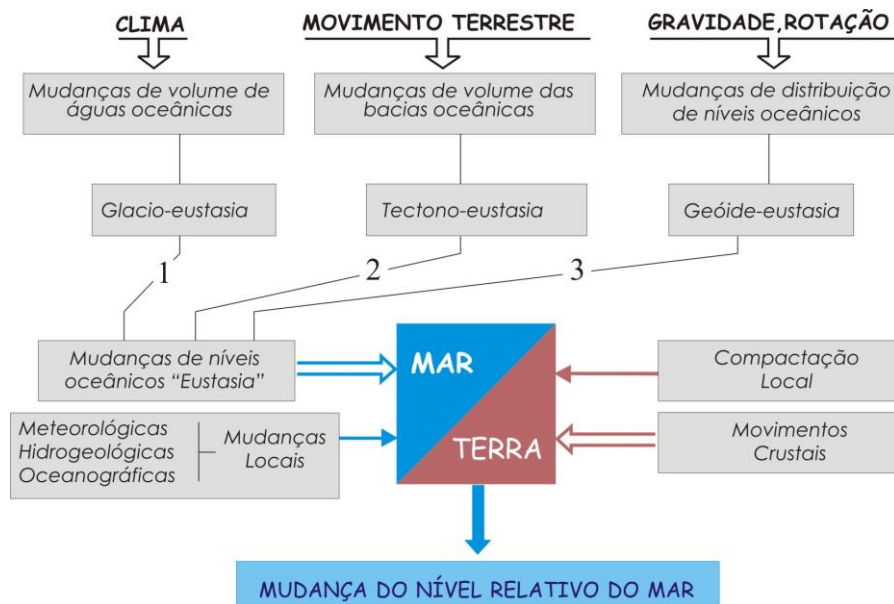 CLIMA
MOVIMENTO TERRESTRE
GRAVIDADE,ROTAÇÃO
Mudanças de volume de
águas oceânicas
Mudanças de volume das
bacias oceânicas
Mudanças de distribuição
de níveis oceânicos
Glacio-eustasia
Tectono-eustasia
Geóide-eustasia
1
2
3
Mudanças de níveis
oceânicos "Eustasia"
MAR
TERRA
Compactação
Local
Meteorológicas
Hidrogeológicas
Oceanográficas
Mudanças
Locais
Movimentos
Crustais
MUDANÇA DO NÍVEL RELATIVO DO MAR